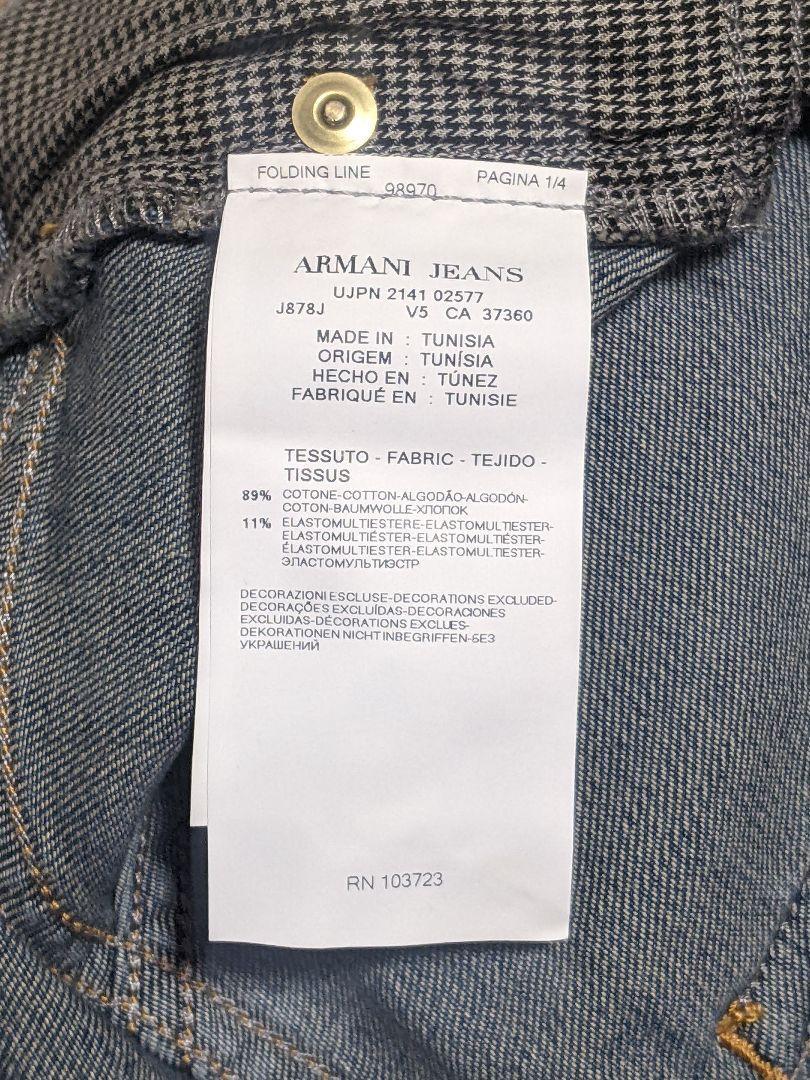 FOLDING LINE PAGINA 1/4
98970
ARMANI JEANS
UJPN 2141 02577
J878J V5 CA 37360
MADE IN : TUNISIA
ORIGEM : TUNÍSIA
HECHO EN : TÚNEZ
FABRIQUÉ EN : TUNISIE
TESSUTO - FABRIC - TEJIDO -
TISSUS
89% COTONE-COTTON-ALGODÃO-ALGODÓN-
COTON-BAUMWOLLE-ХЛОПОК
11% ELASTOMULTIESTERE-ELASTOMULTIESTER-
ELASTOMULTIÉSTER-ELASTOMULTIÉSTER-
ÉLASTOMULTIESTER-ELASTOMULTIESTER-
ЭЛАСТОМУЛЬТИЭСТР
DECORAZIONI ESCLUSE-DECORATIONS EXCLUDED-
DECORAÇÕES EXCLUÍDAS-DECORACIONES
EXCLUIDAS-DÉCORATIONS EXCLUES-
DEKORATIONEN NICHT INBEGRIFFEN-БЕЗ
УКРАШЕНИЙ
RN 103723